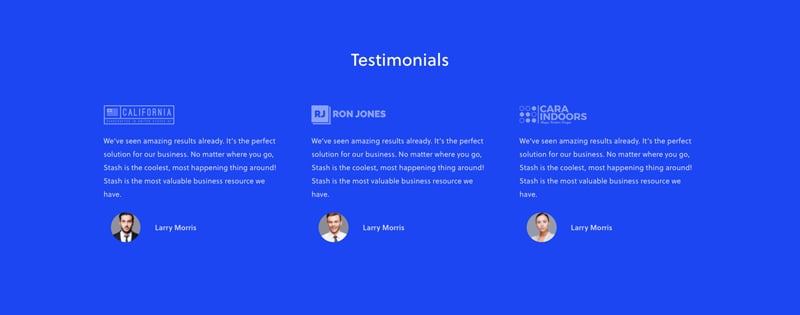 Testimonials
CALIFORNIA
We've seen amazing results already. It's the perfect
solution for our business. No matter where you go,
Stash is the coolest, most happening thing around!
Stash is the most valuable business resource we
have.
Larry Morris
RJ RON JONES
We've seen amazing results already. It's the perfect
solution for our business. No matter where you go,
Stash is the coolest, most happening thing around!
Stash is the most valuable business resource we
have.
Larry Morris
CARA
INDOORS
We've seen amazing results already. It's the perfect
solution for our business. No matter where you go,
Stash is the coolest, most happening thing around!
Stash is the most valuable business resource we
have.
Larry Morris